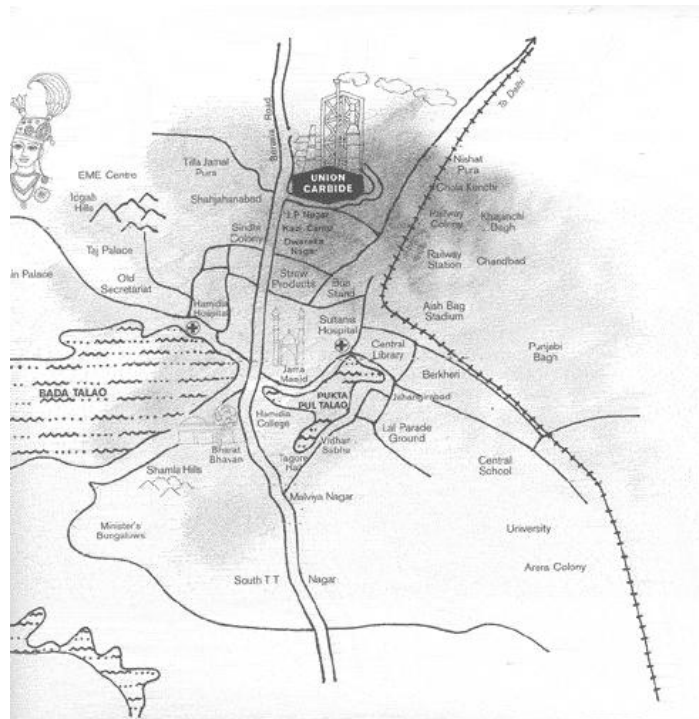 To Delhi
Berasia Road
Tilla Jamal
Pura
UNION
CARBIDE
Nishat
Pura
EME Centre
Chola Kenchi
Idgah
Hills
Shahjahanabad
J.P Nagar
Kazi Camp
Dwaraka
Nagar
Railway
Colony
Khajanchi
Bagh
Sindhi
Colony
Taj Palace
Railway
Station
Chandbad
in Palace
Old
Secretariat
Straw
Products
Bus
Stand
Hamidia
Hospital
Sultania
Hospital
Aish Bag
Stadium
Central
Library
Punjabi
Bagh
Jama
Masjid
Berkheri
BADA TALAO
PUKTA
PUL TALAO
Jehangirabad
Hamidia
College
Lal Parade
Ground
Vidhan
Sabha
Bharat
Bhavan
Tagore
Hall
Shamla Hills
Central
School
Malviya Nagar
Minister's
Bungalows
University
Arera Colony
South T T Nagar